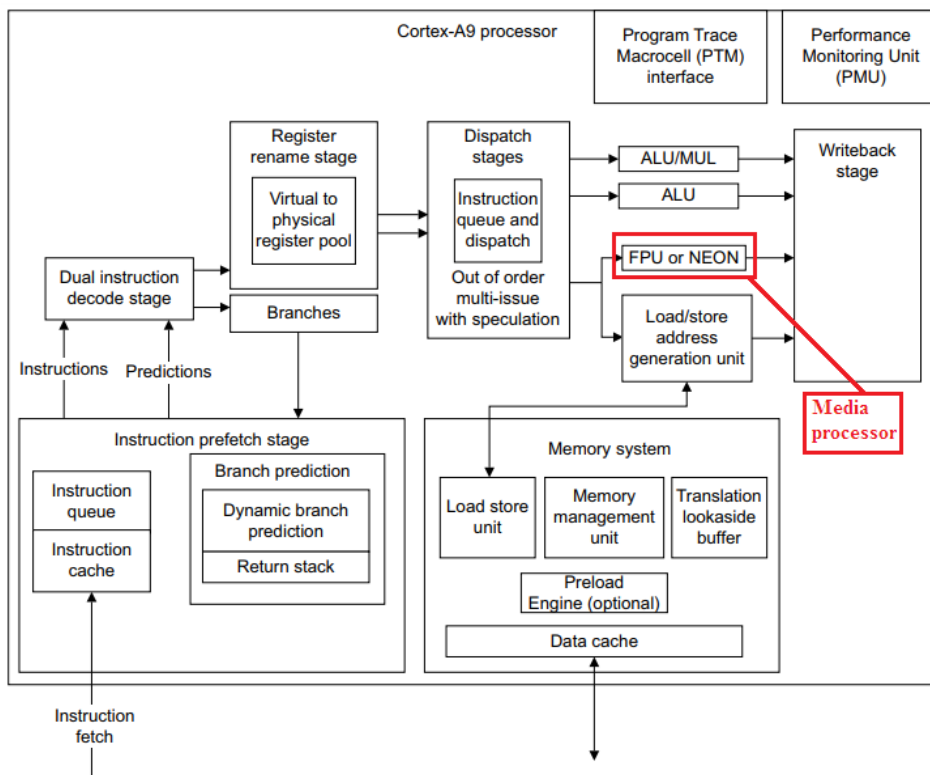 Cortex-A9 processor
Program Trace
Macrocell (PTM)
interface
Performance
Monitoring Unit
(PMU)
Register
rename stage
Virtual to
physical
register pool
Dispatch
stages
Instruction
queue and
dispatch
Out of order
multi-issue
with speculation
ALU/MUL
ALU
FPU or NEON
Load/store
address
generation unit
Writeback
stage
Dual instruction
decode stage
Branches
Instructions
Predictions
Media
processor
Instruction prefetch stage
Instruction
queue
Instruction
cache
Branch prediction
Dynamic branch
prediction
Return stack
Memory system
Load store
unit
Memory
management
unit
Translation
lookaside
buffer
Preload
Engine (optional)
Data cache
Instruction
fetch